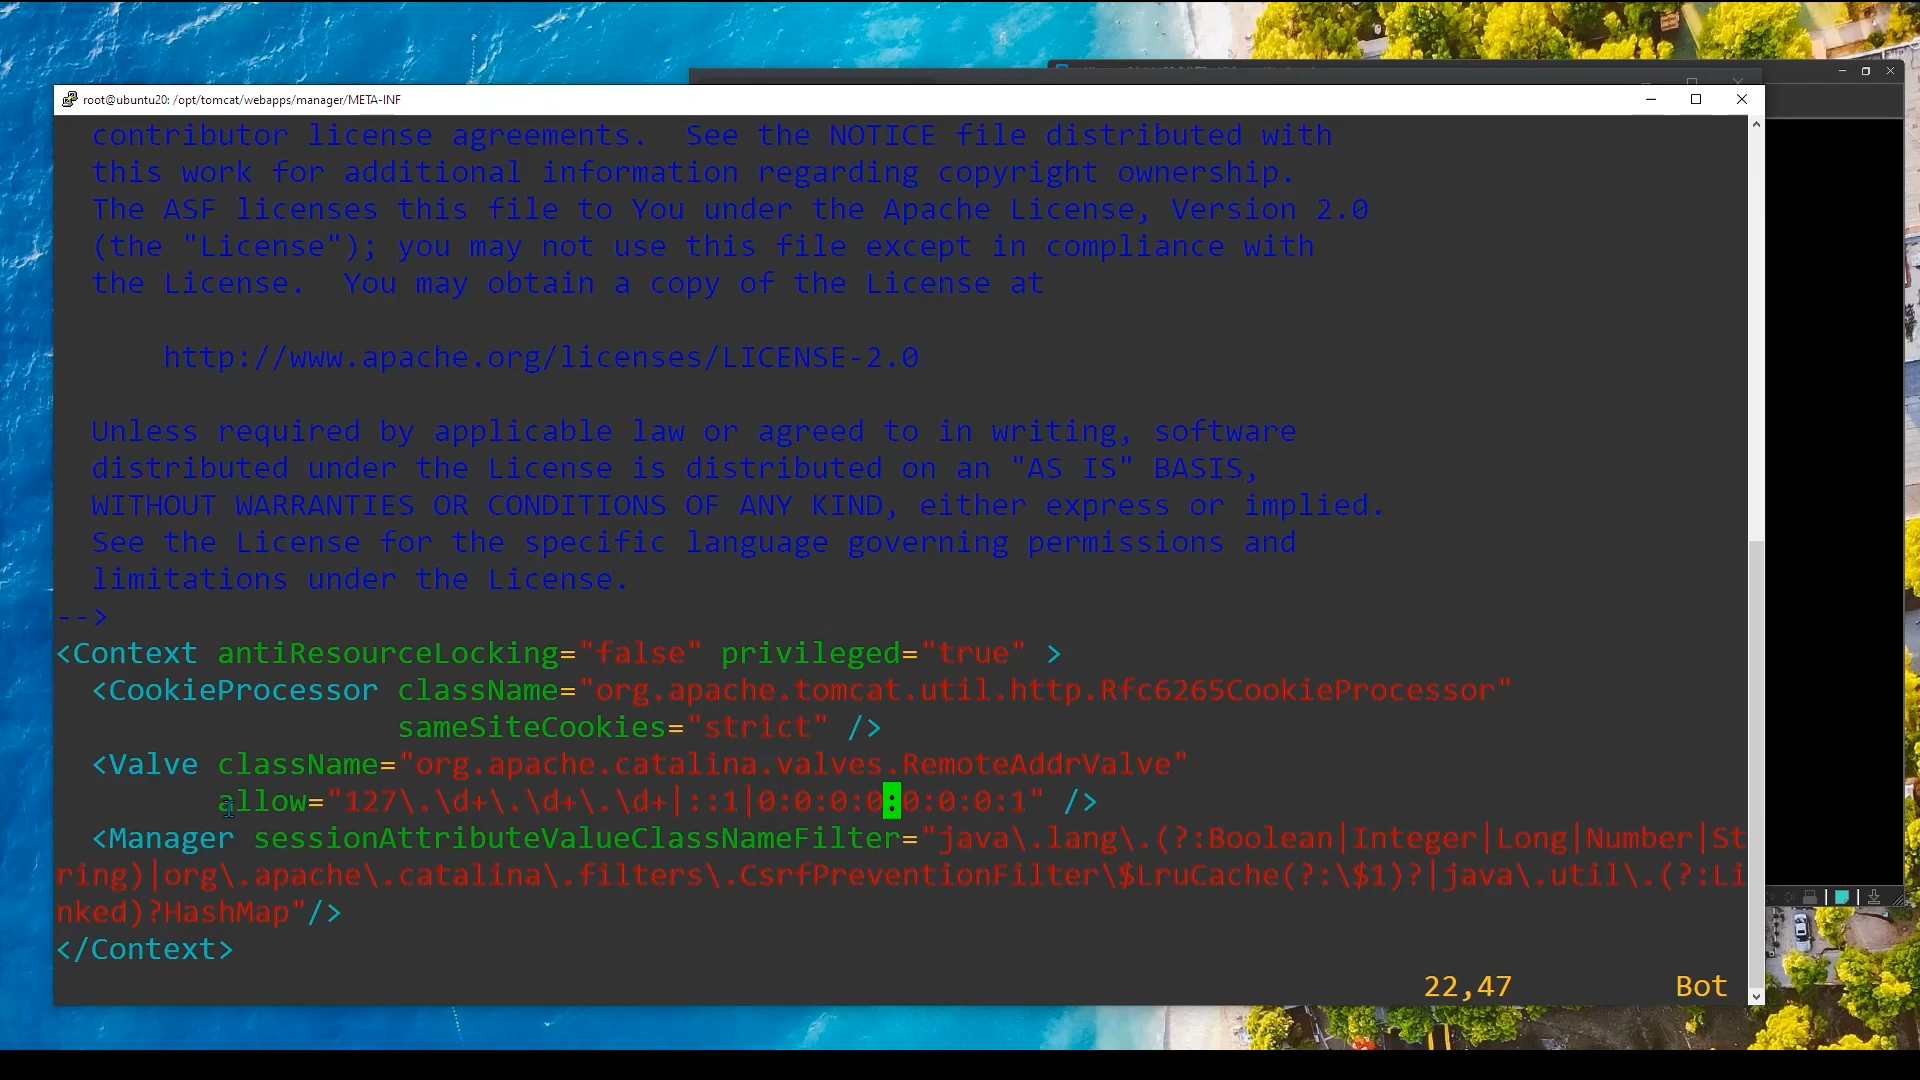 root@ubuntu20: /opt/tomcat/webapps/manager/META-INF
contributor license agreements.  See the NOTICE file distributed with
this work for additional information regarding copyright ownership.
The ASF licenses this file to You under the Apache License, Version 2.0
(the "License"); you may not use this file except in compliance with
the License.  You may obtain a copy of the License at
http://www.apache.org/licenses/LICENSE-2.0
Unless required by applicable law or agreed to in writing, software
distributed under the License is distributed on an "AS IS" BASIS,
WITHOUT WARRANTIES OR CONDITIONS OF ANY KIND, either express or implied.
See the License for the specific language governing permissions and
limitations under the License.
-->
<Context antiResourceLocking="false" privileged="true" >
<CookieProcessor className="org.apache.tomcat.util.http.Rfc6265CookieProcessor"
sameSiteCookies="strict" />
<Valve className="org.apache.catalina.valves.RemoteAddrValve"
allow="127\.\d+\.\d+\.\d+|::1|0:0:0:0:0:0:0:1" />
<Manager sessionAttributeValueClassNameFilter="java\.lang\.(?:Boolean|Integer|Long|Number|St
ring)|org\.apache\.catalina\.filters\.CsrfPreventionFilter\$LruCache(?:\$1)?|java\.util\.(?:Li
nked)?HashMap"/>
</Context>
22,47 Bot